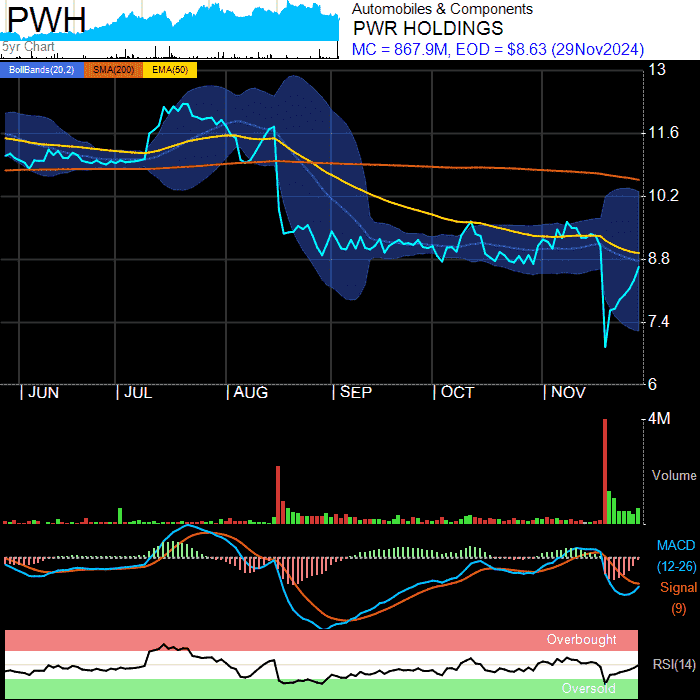 PWH
5yr Chart
Automobiles & Components
PWR HOLDINGS
MC = 867.9M, EOD = $8.63 (29Nov2024)
BollBands(20,2) SMA(200) EMA(50)
13
11.6
10.2
8.8
7.4
6
JUN JUL AUG SEP OCT NOV
4M
Volume
MACD
(12-26)
Signal
(9)
Overbought
RSI(14)
Oversold